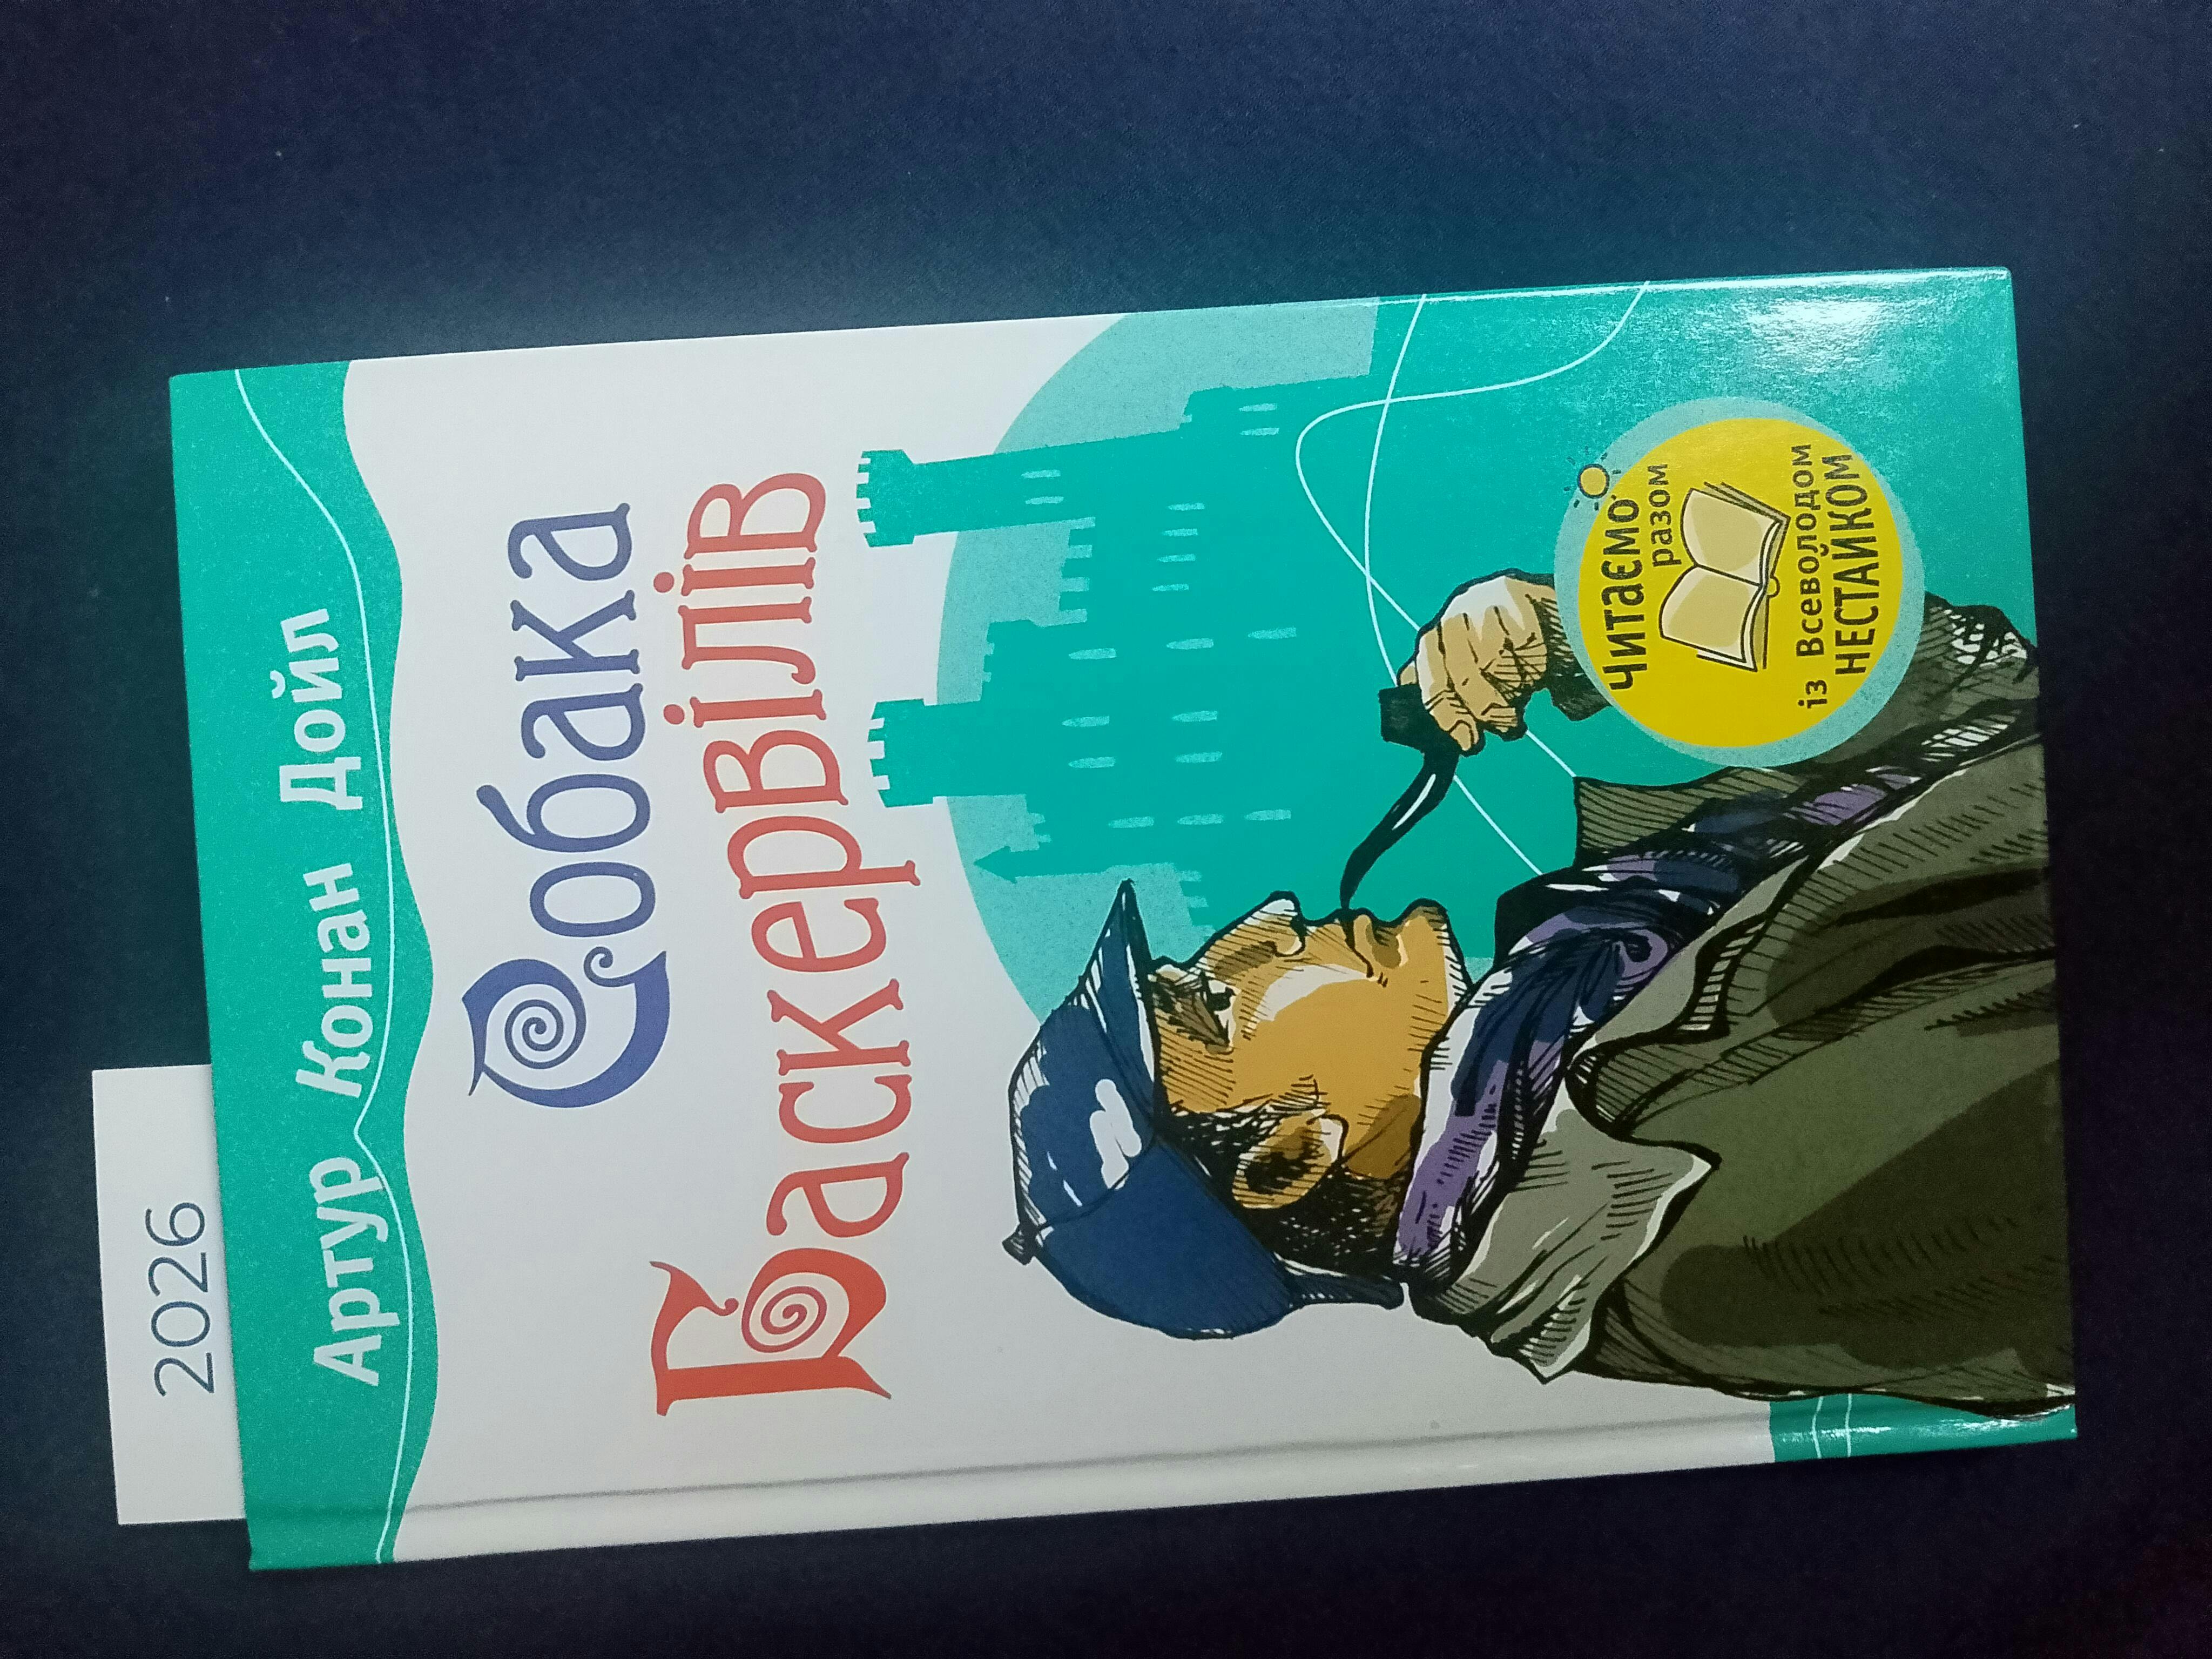 2026
Артур Конан Дойл
Собака
Баскервілів
Читаємо
разом
із Всеволодом
НЕСТАЙКОМ